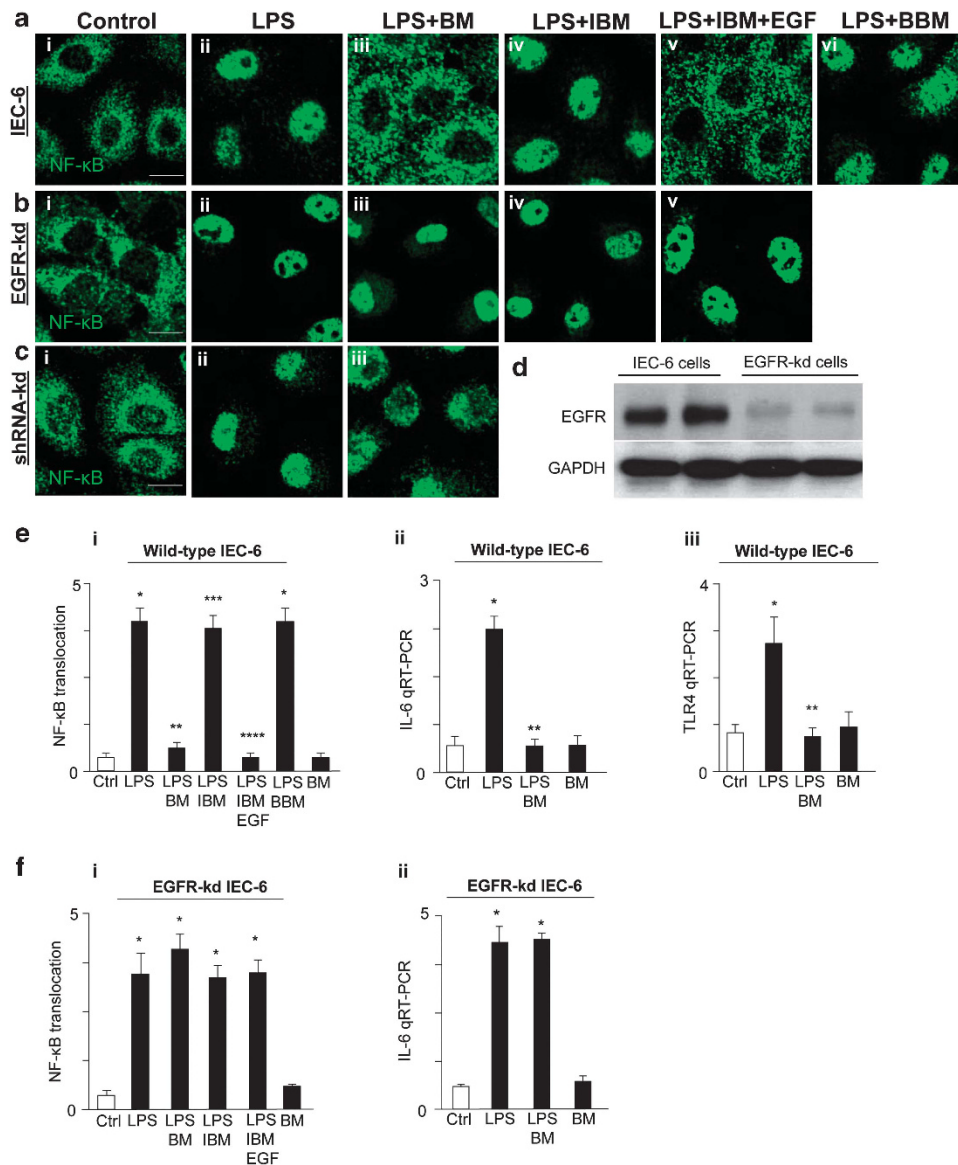 a Control LPS LPS+BM LPS+IBM LPS+IBM+EGF LPS+BBM
IEC-6
i ii iii iv v vi
NF-κB
b
EGFR-kd
i ii iii iv v
NF-κB
c
shRNA-kd
i ii iii
NF-κB
d
IEC-6 cells EGFR-kd cells
EGFR
GAPDH
e
i
Wild-type IEC-6
5
NF-κB translocation
0
* ** *** **** *
Ctrl LPS LPS LPS LPS LPS BM
BM IBM IBM BBM
EGF
ii
Wild-type IEC-6
3
IL-6 qRT-PCR
0
* **
Ctrl LPS LPS BM
BM
iii
Wild-type IEC-6
4
TLR4 qRT-PCR
0
* **
Ctrl LPS LPS BM
BM
f
i
EGFR-kd IEC-6
5
NF-κB translocation
0
* * * *
Ctrl LPS LPS LPS LPS BM
BM IBM IBM
EGF
ii
EGFR-kd IEC-6
5
IL-6 qRT-PCR
0
* *
Ctrl LPS LPS BM
BM